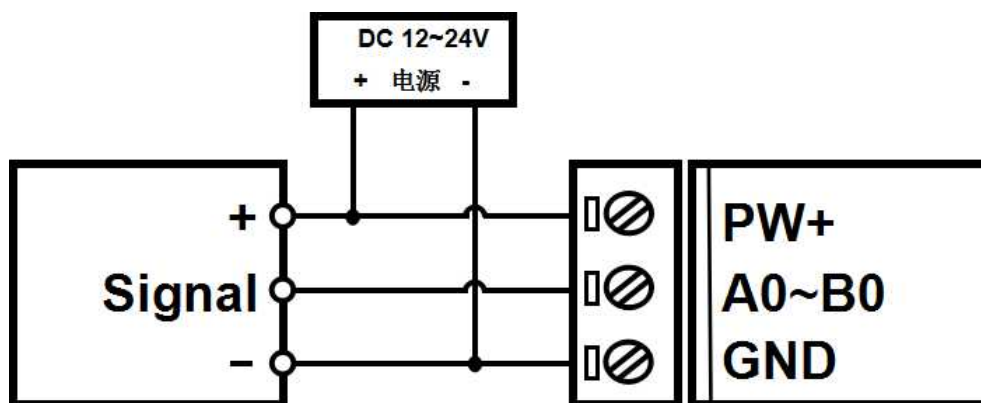 DC 12~24V
+ 电源 -
+
Signal
−
PW+
A0~B0
GND